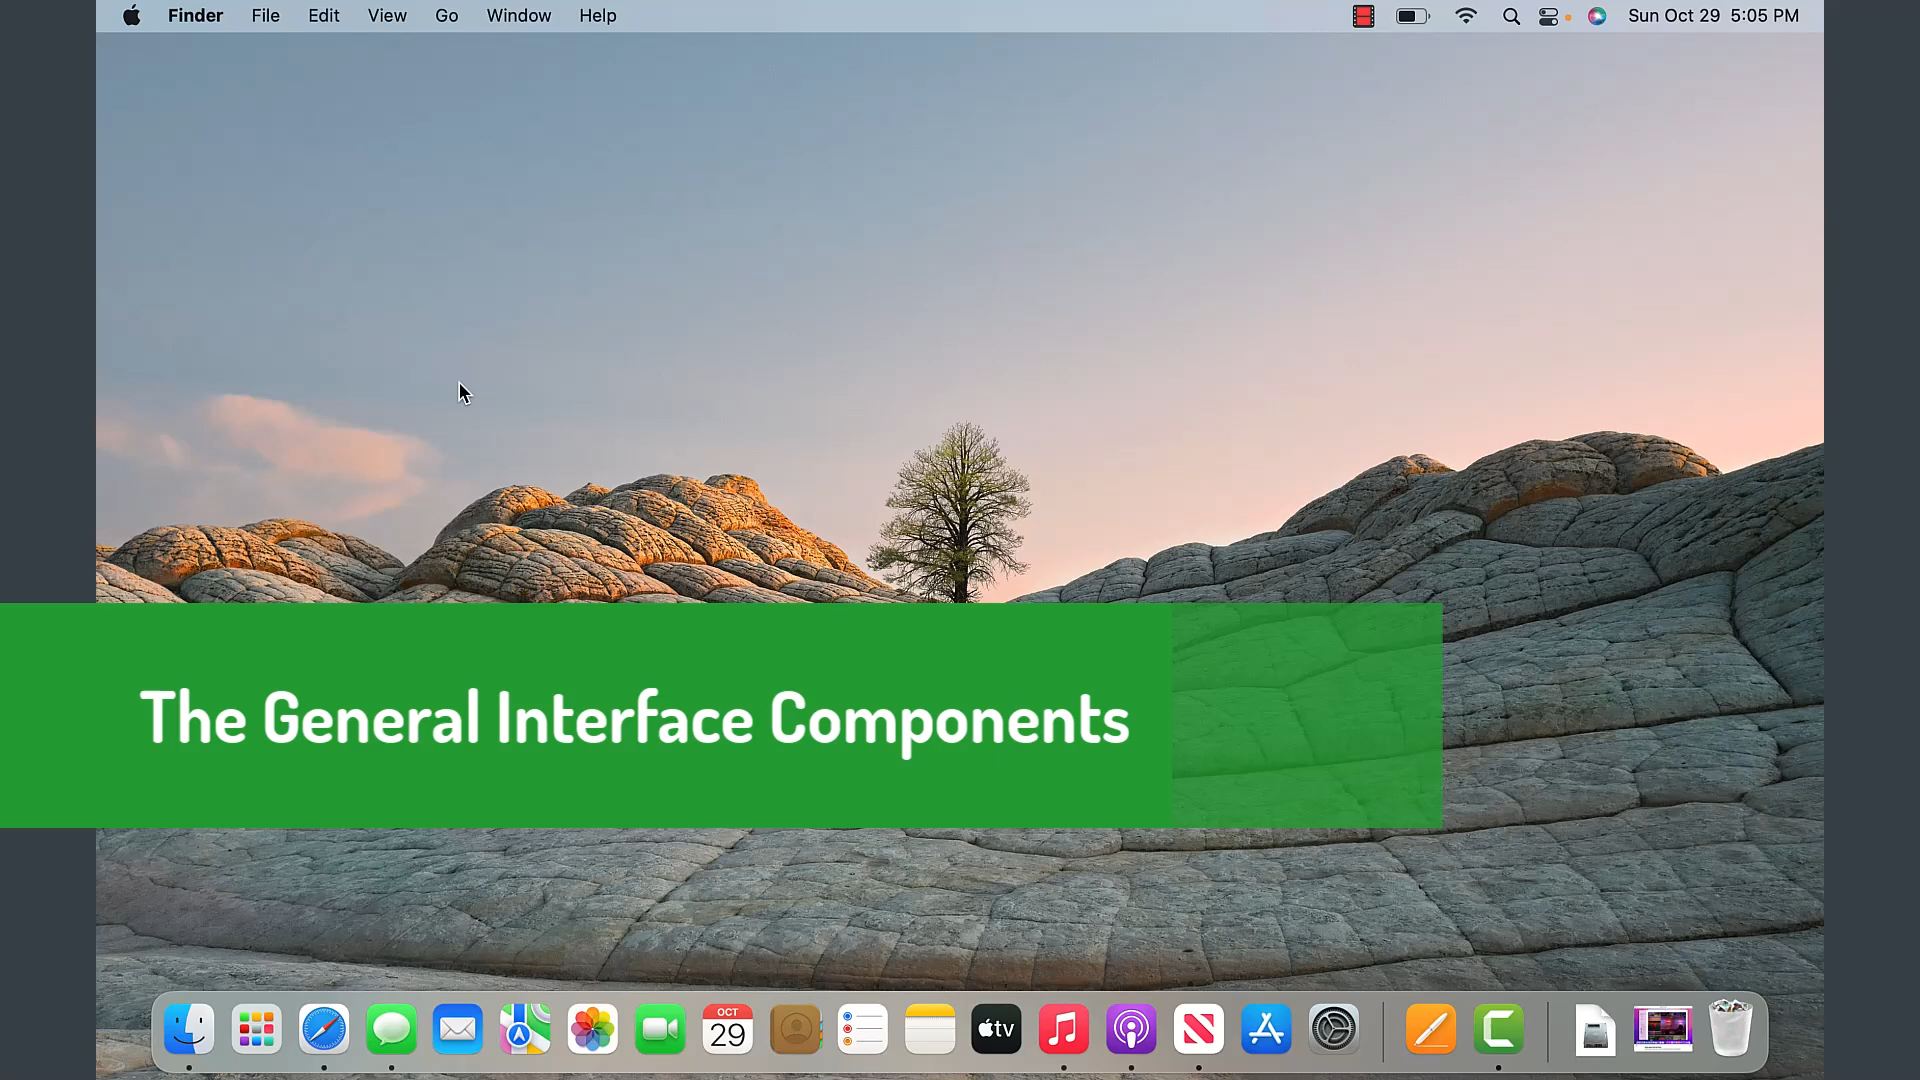 Finder File Edit View Go Window Help Sun Oct 29 5:05 PM
The General Interface Components
OCT
29
tv